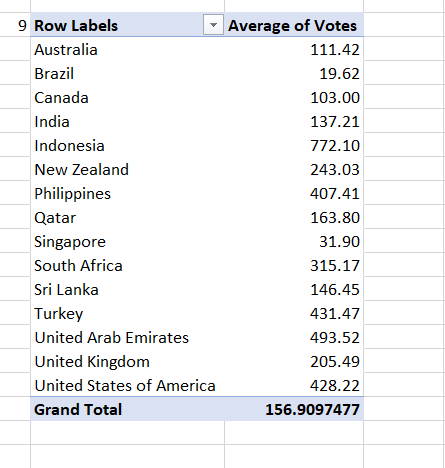 9 Row Labels Average of Votes
Australia 111.42
Brazil 19.62
Canada 103.00
India 137.21
Indonesia 772.10
New Zealand 243.03
Philippines 407.41
Qatar 163.80
Singapore 31.90
South Africa 315.17
Sri Lanka 146.45
Turkey 431.47
United Arab Emirates 493.52
United Kingdom 205.49
United States of America 428.22
Grand Total 156.9097477